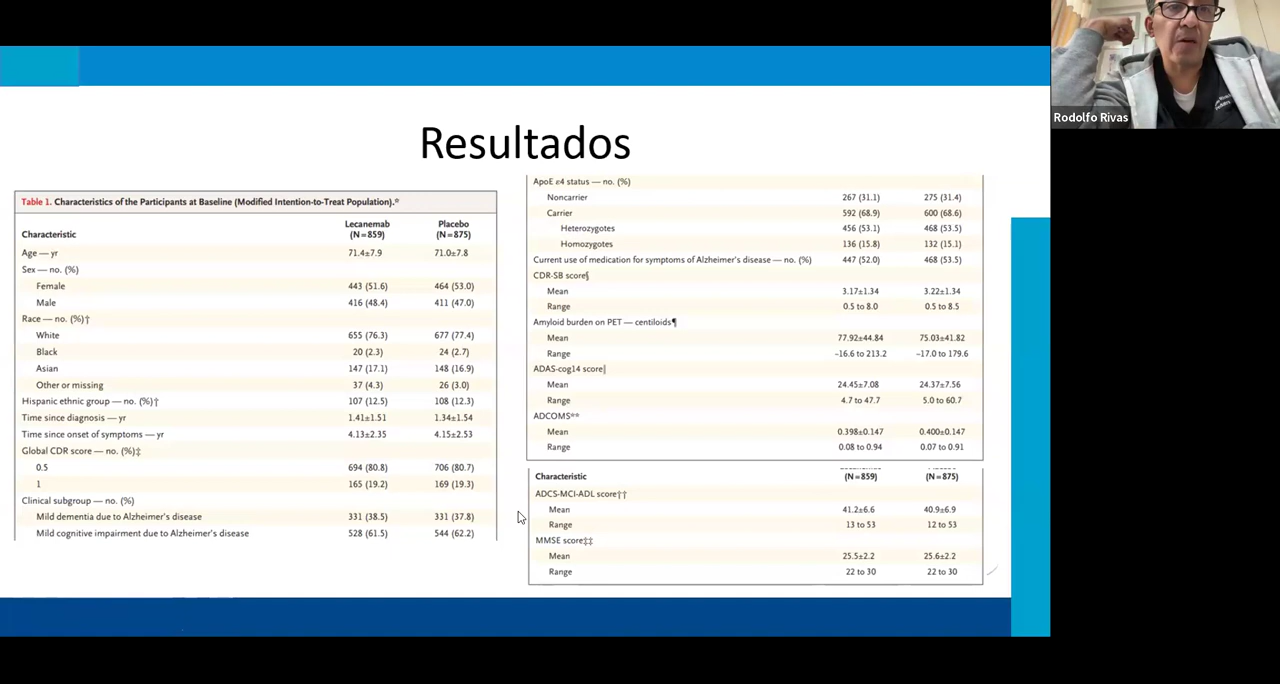 Rodolfo Rivas
Resultados
Table 1. Characteristics of the Participants at Baseline (Modified Intention-to-Treat Population).*
Characteristic Lecanemab (N=859) Placebo (N=875)
Age — yr 71.4±7.9 71.0±7.8
Sex — no. (%)
Female 443 (51.6) 464 (53.0)
Male 416 (48.4) 411 (47.0)
Race — no. (%)†
White 655 (76.3) 677 (77.4)
Black 20 (2.3) 24 (2.7)
Asian 147 (17.1) 148 (16.9)
Other or missing 37 (4.3) 26 (3.0)
Hispanic ethnic group — no. (%)† 107 (12.5) 108 (12.3)
Time since diagnosis — yr 1.41±1.51 1.34±1.54
Time since onset of symptoms — yr 4.13±2.35 4.15±2.53
Global CDR score — no. (%)‡
0.5 694 (80.8) 706 (80.7)
1 165 (19.2) 169 (19.3)
Clinical subgroup — no. (%)
Mild dementia due to Alzheimer's disease 331 (38.5) 331 (37.8)
Mild cognitive impairment due to Alzheimer's disease 528 (61.5) 544 (62.2)
ApoE ε4 status — no. (%)
Noncarrier 267 (31.1) 275 (31.4)
Carrier 592 (68.9) 600 (68.6)
Heterozygotes 456 (53.1) 468 (53.5)
Homozygotes 136 (15.8) 132 (15.1)
Current use of medication for symptoms of Alzheimer's disease — no. (%) 447 (52.0) 468 (53.5)
CDR-SB score§
Mean 3.17±1.34 3.22±1.34
Range 0.5 to 8.0 0.5 to 8.5
Amyloid burden on PET — centiloids¶
Mean 77.92±44.84 75.03±41.82
Range −16.6 to 213.2 −17.0 to 179.6
ADAS-cog14 score‖
Mean 24.45±7.08 24.37±7.56
Range 4.7 to 47.7 5.0 to 60.7
ADCOMS**
Mean 0.398±0.147 0.400±0.147
Range 0.08 to 0.94 0.07 to 0.91
Characteristic (N=859) (N=875)
ADCS-MCI-ADL score††
Mean 41.2±6.6 40.9±6.9
Range 13 to 53 12 to 53
MMSE score‡‡
Mean 25.5±2.2 25.6±2.2
Range 22 to 30 22 to 30